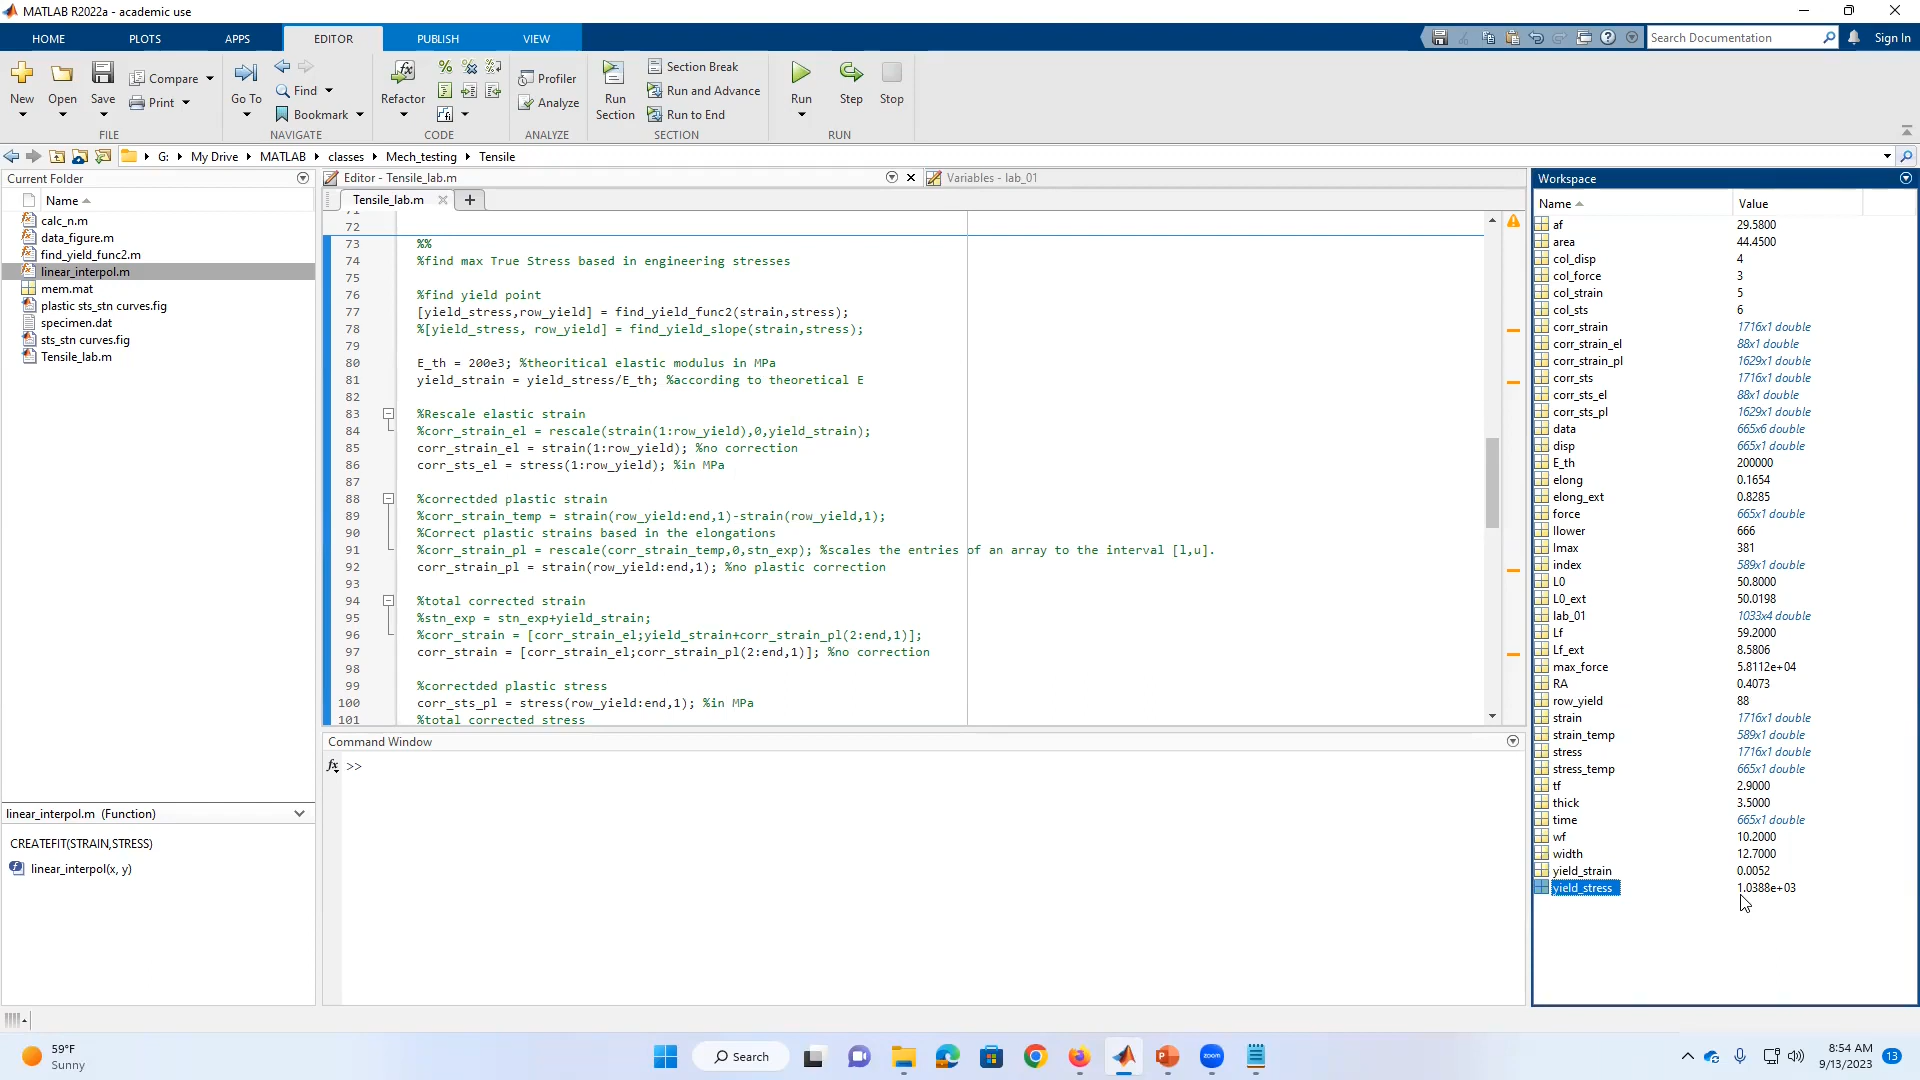 MATLAB R2022a - academic use
HOME PLOTS APPS EDITOR PUBLISH VIEW
Search Documentation
Sign In
New
Open
Save
Compare
Print
FILE
Go To
Find
Bookmark
NAVIGATE
Refactor
CODE
Profiler
Analyze
ANALYZE
Run
Section
Section Break
Run and Advance
Run to End
SECTION
Run
Step
Stop
RUN
G: My Drive MATLAB classes Mech_testing Tensile
Current Folder
Name
calc_n.m
data_figure.m
find_yield_func2.m
linear_interpol.m
mem.mat
plastic sts_stn curves.fig
specimen.dat
sts_stn curves.fig
Tensile_lab.m
linear_interpol.m (Function)
CREATEFIT(STRAIN,STRESS)
linear_interpol(x, y)
Editor - Tensile_lab.m
Variables - lab_01
Tensile_lab.m
71
72
73 %%
74 %find max True Stress based in engineering stresses
75
76 %find yield point
77 [yield_stress,row_yield] = find_yield_func2(strain,stress);
78 %[yield_stress, row_yield] = find_yield_slope(strain,stress);
79
80 E_th = 200e3; %theoritical elastic modulus in MPa
81 yield_strain = yield_stress/E_th; %according to theoretical E
82
83 %Rescale elastic strain
84 %corr_strain_el = rescale(strain(1:row_yield),0,yield_strain);
85 corr_strain_el = strain(1:row_yield); %no correction
86 corr_sts_el = stress(1:row_yield); %in MPa
87
88 %correctded plastic strain
89 %corr_strain_temp = strain(row_yield:end,1)-strain(row_yield,1);
90 %Correct plastic strains based in the elongations
91 %corr_strain_pl = rescale(corr_strain_temp,0,stn_exp); %scales the entries of an array to the interval [l,u].
92 corr_strain_pl = strain(row_yield:end,1); %no plastic correction
93
94 %total corrected strain
95 %stn_exp = stn_exp+yield_strain;
96 %corr_strain = [corr_strain_el;yield_strain+corr_strain_pl(2:end,1)];
97 corr_strain = [corr_strain_el;corr_strain_pl(2:end,1)]; %no correction
98
99 %correctded plastic stress
100 corr_sts_pl = stress(row_yield:end,1); %in MPa
101 %total corrected stress
Command Window
fx >>
Workspace
Name Value
af 29.5800
area 44.4500
col_disp 4
col_force 3
col_strain 5
col_sts 6
corr_strain 1716x1 double
corr_strain_el 88x1 double
corr_strain_pl 1629x1 double
corr_sts 1716x1 double
corr_sts_el 88x1 double
corr_sts_pl 1629x1 double
data 665x6 double
disp 665x1 double
E_th 200000
elong 0.1654
elong_ext 0.8285
force 665x1 double
Ilower 666
Imax 381
index 589x1 double
L0 50.8000
L0_ext 50.0198
lab_01 1033x4 double
Lf 59.2000
Lf_ext 8.5806
max_force 5.8112e+04
RA 0.4073
row_yield 88
strain 1716x1 double
strain_temp 589x1 double
stress 1716x1 double
stress_temp 665x1 double
tf 2.9000
thick 3.5000
time 665x1 double
wf 10.2000
width 12.7000
yield_strain 0.0052
yield_stress 1.0388e+03
59°F
Sunny
Search
zoom
8:54 AM
9/13/2023
13